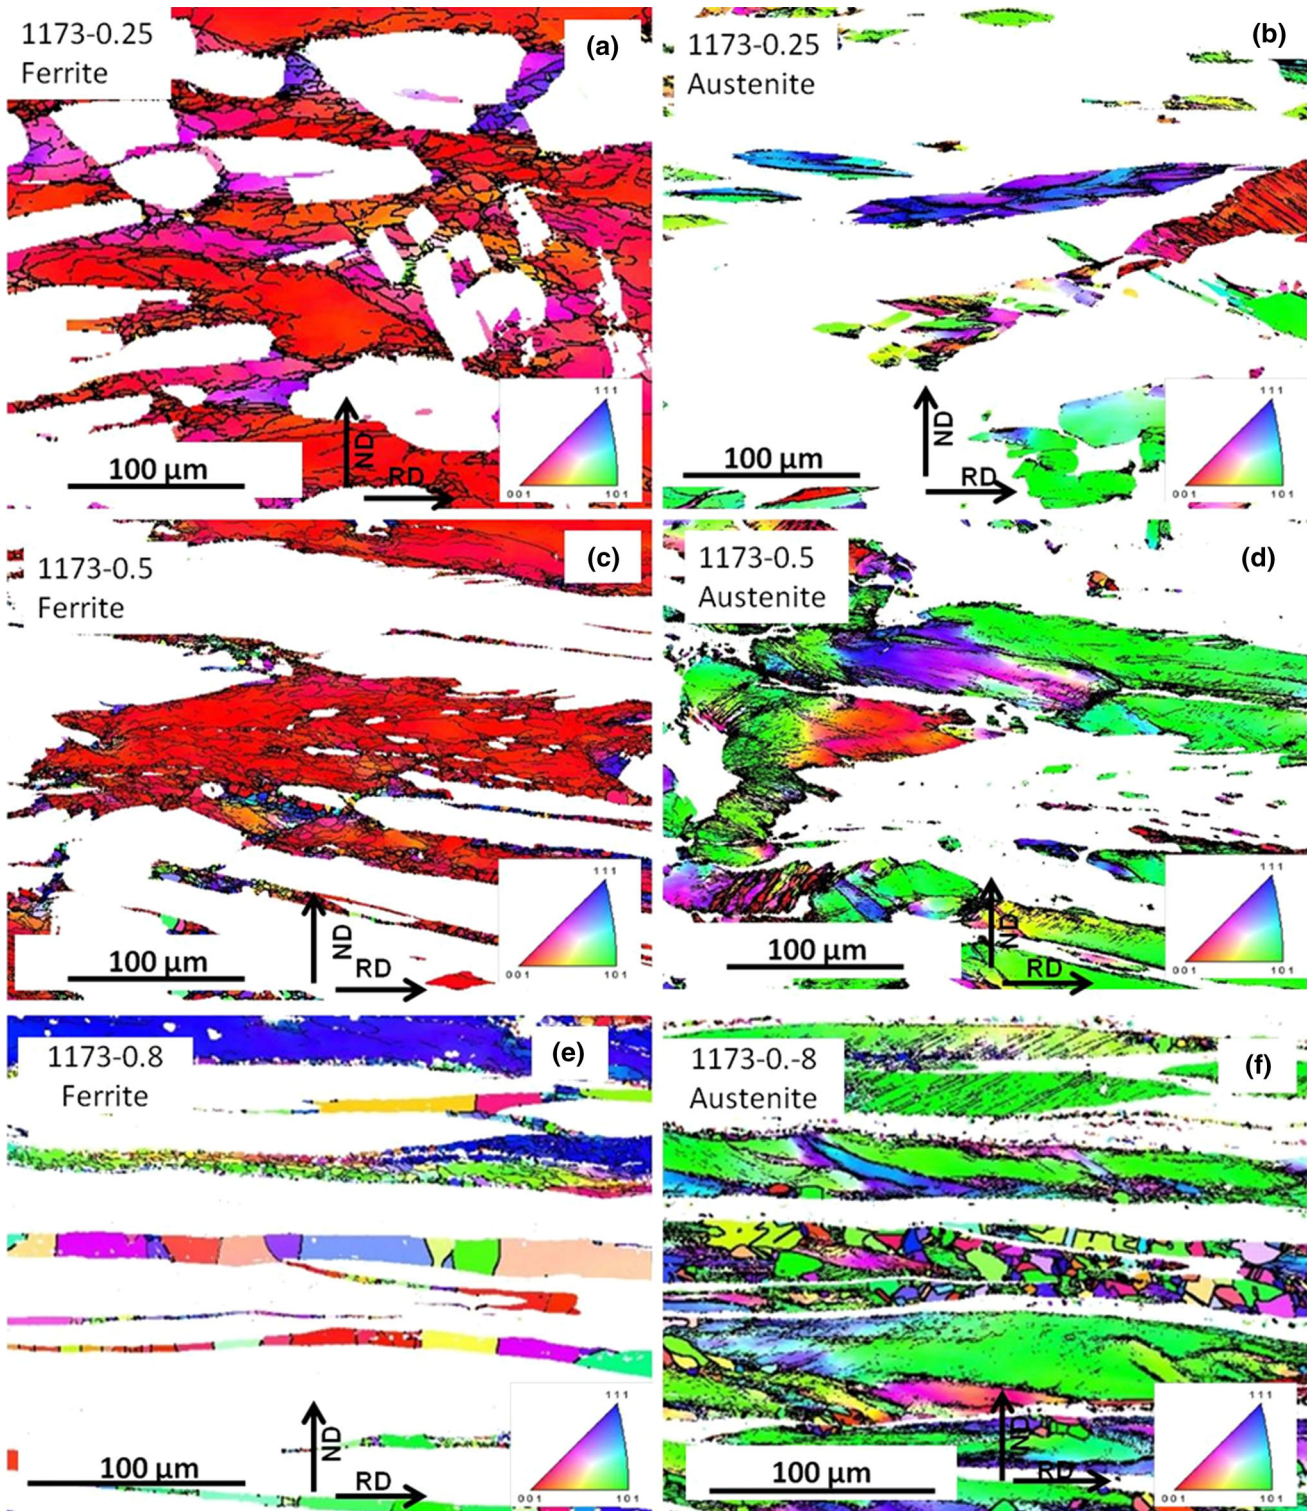 1173-0.25
Ferrite
(a)
111
001
101
100 µm
ND
RD
1173-0.25
Austenite
(b)
111
001
101
100 µm
ND
RD
1173-0.5
Ferrite
(c)
111
001
101
100 µm
ND
RD
1173-0.5
Austenite
(d)
111
001
101
100 µm
ND
RD
1173-0.8
Ferrite
(e)
111
001
101
100 µm
ND
RD
1173-0.-8
Austenite
(f)
111
001
101
100 µm
ND
RD